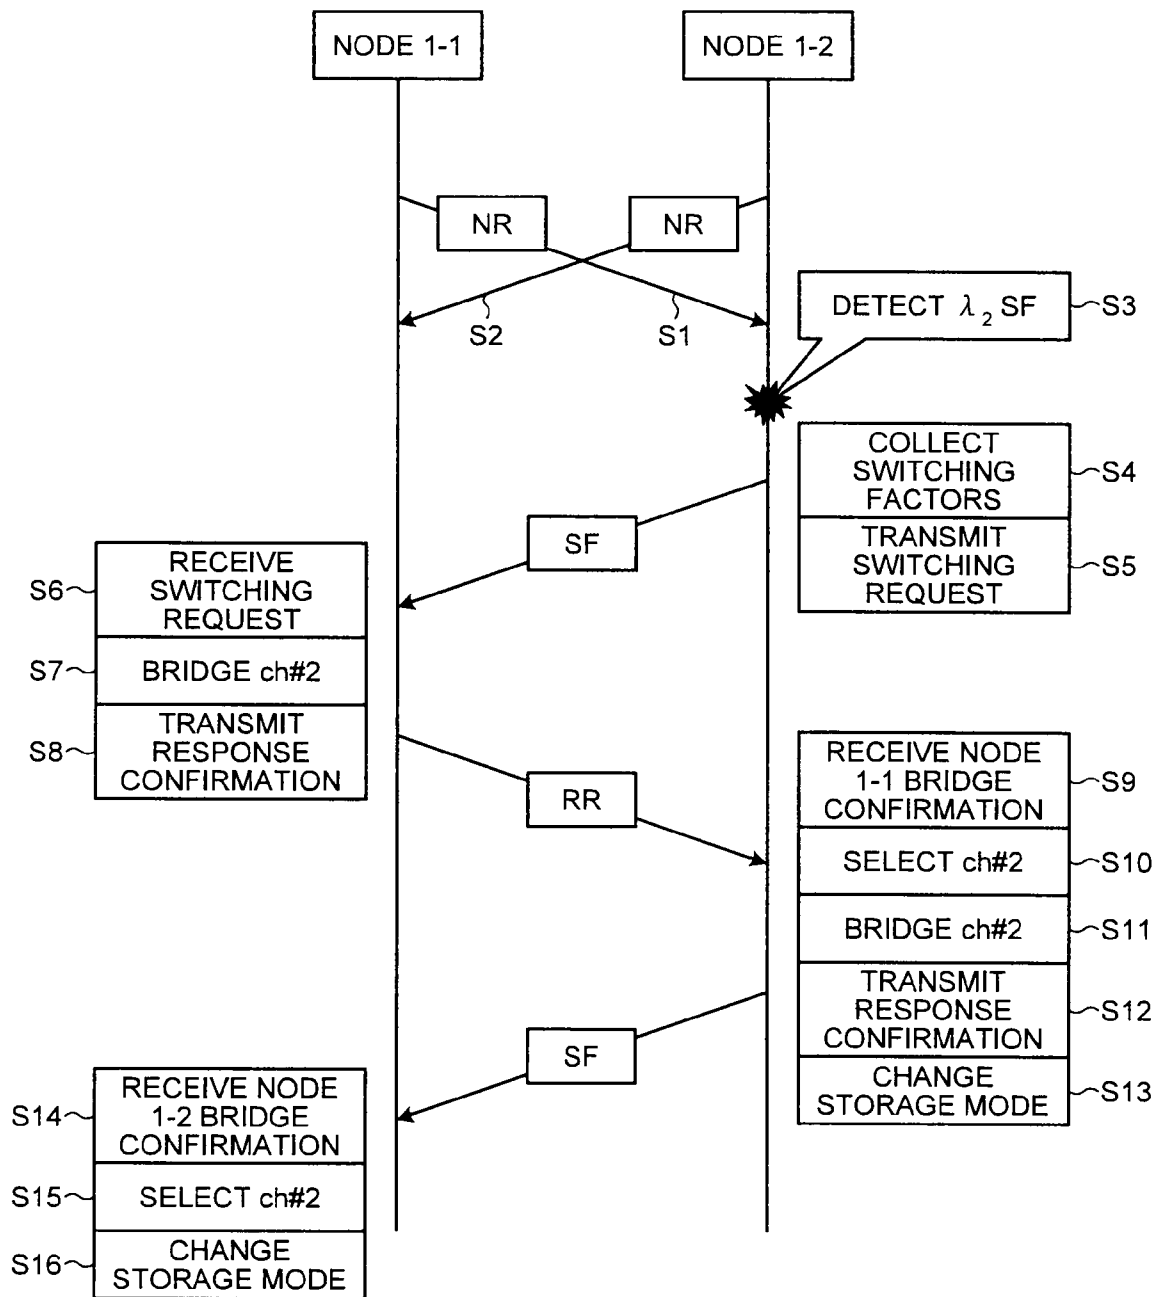 NODE 1-1
NODE 1-2
NR
NR
S2
S1
DETECT λ₂ SF
S3
COLLECT
SWITCHING
FACTORS
S4
SF
TRANSMIT
SWITCHING
REQUEST
S5
S6
RECEIVE
SWITCHING
REQUEST
S7
BRIDGE ch#2
S8
TRANSMIT
RESPONSE
CONFIRMATION
RR
RECEIVE NODE
1-1 BRIDGE
CONFIRMATION
S9
SELECT ch#2
S10
BRIDGE ch#2
S11
TRANSMIT
RESPONSE
CONFIRMATION
S12
SF
CHANGE
STORAGE MODE
S13
S14
RECEIVE NODE
1-2 BRIDGE
CONFIRMATION
S15
SELECT ch#2
S16
CHANGE
STORAGE MODE